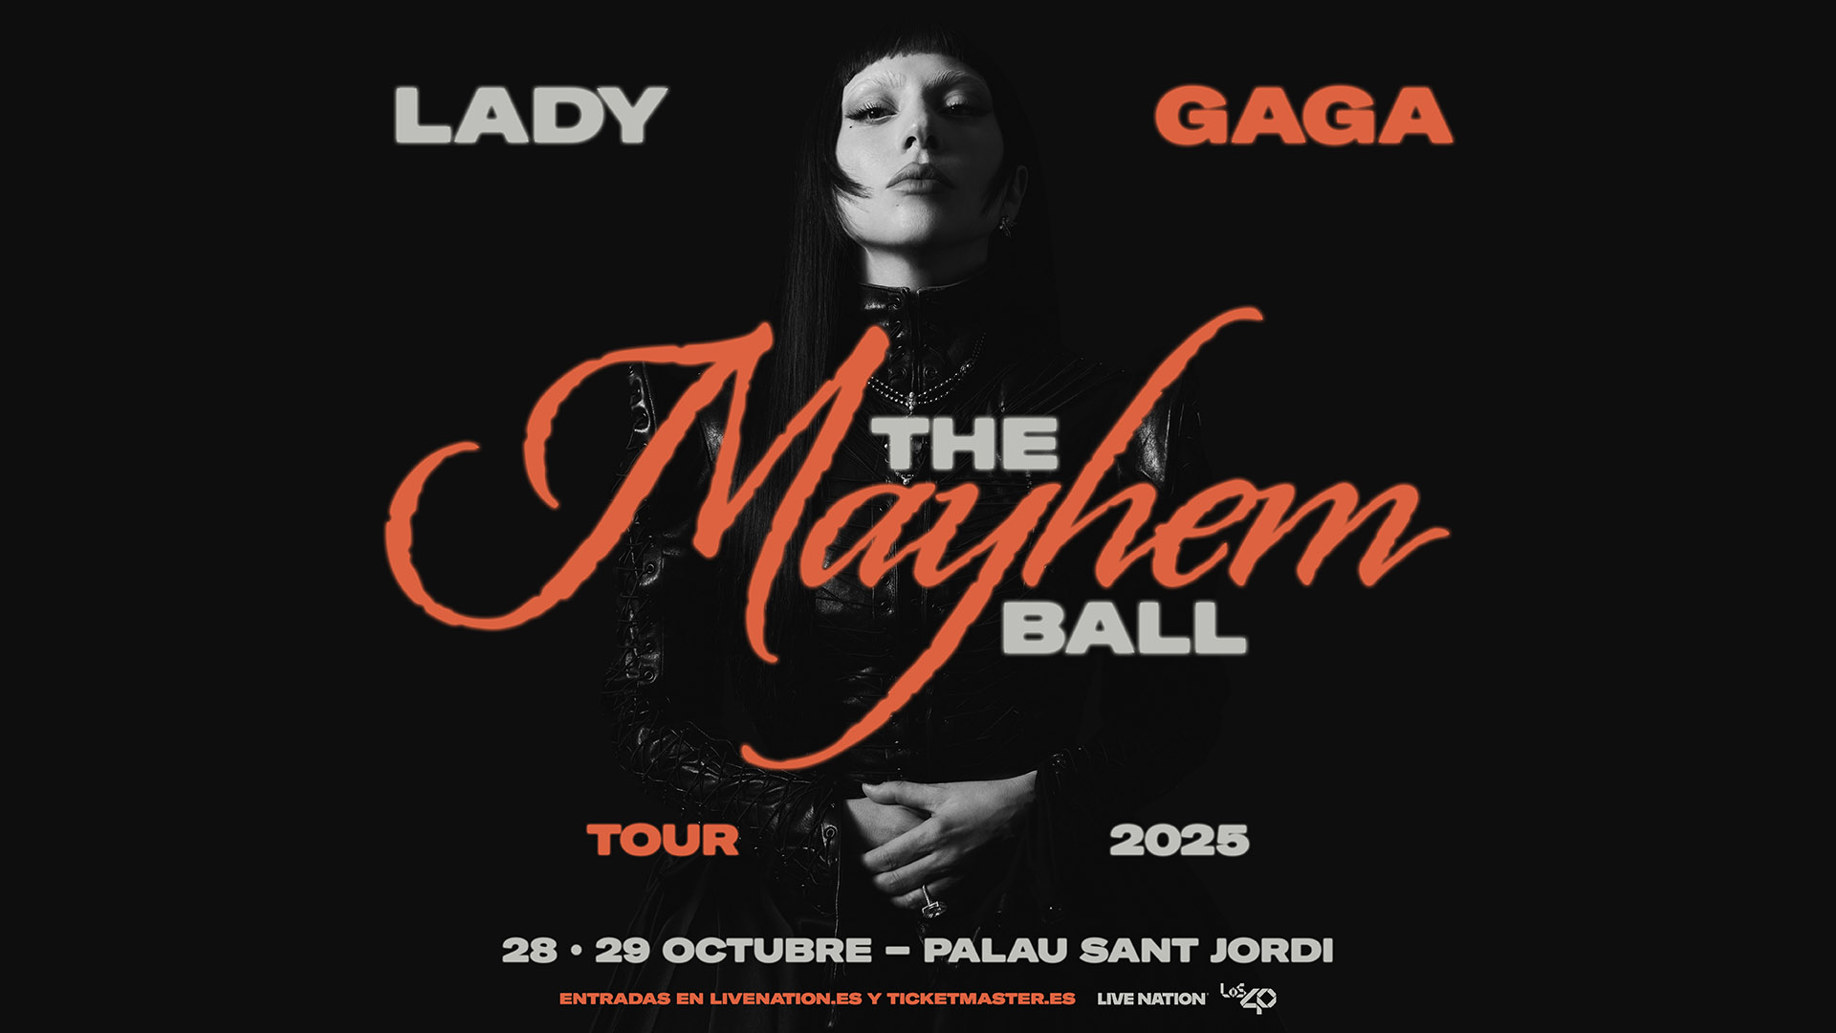 LADY GAGA
THE
Mayhem
BALL
TOUR 2025
28 • 29 OCTUBRE – PALAU SANT JORDI
ENTRADAS EN LIVENATION.ES Y TICKETMASTER.ES LIVE NATION LOS 40